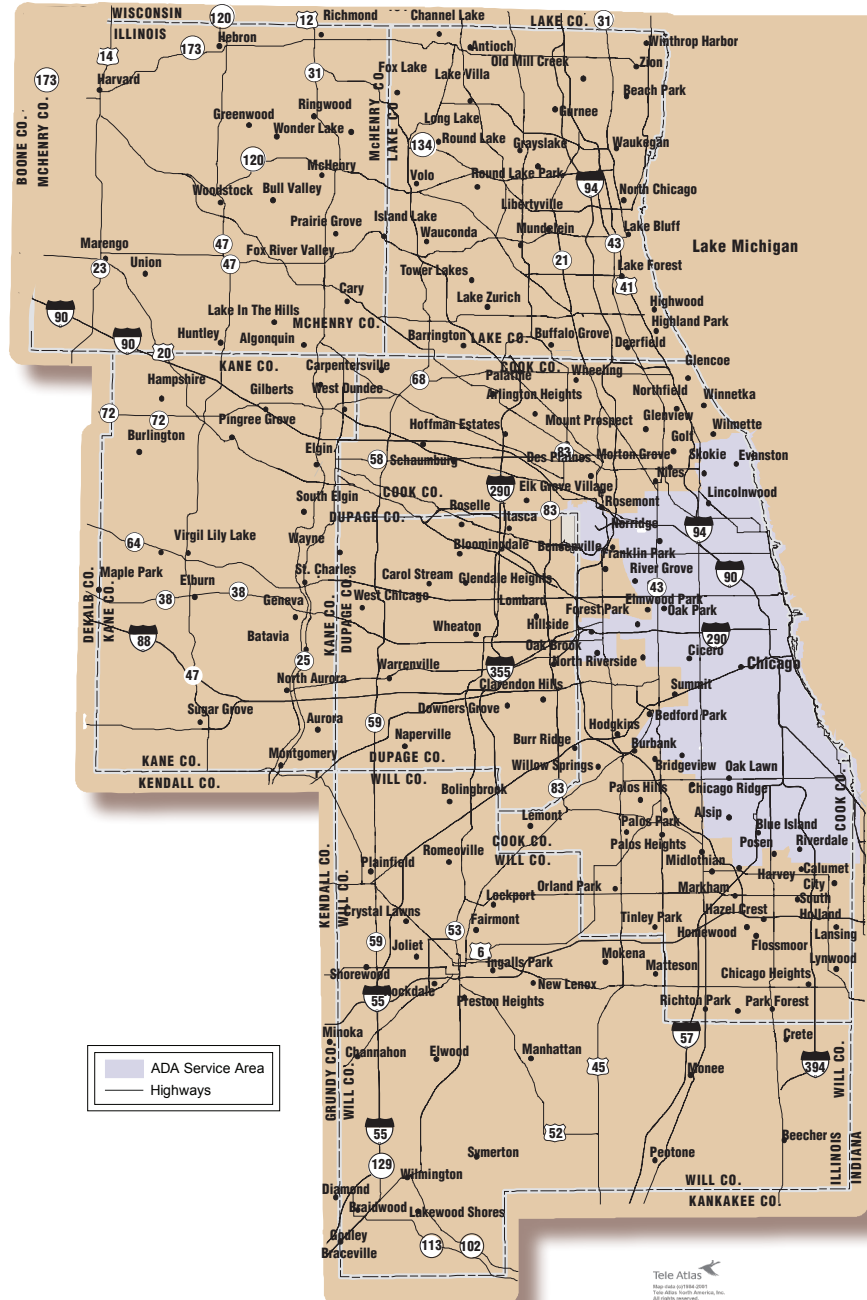 WISCONSIN
ILLINOIS
120
Hebron
12
Richmond
Channel Lake
LAKE CO.
31
Winthrop Harbor
14
173
Antioch
Old Mill Creek
Zion
173
Harvard
31
Fox Lake
Lake Villa
Beach Park
BOONE CO.
MCHENRY CO.
Greenwood
Ringwood
Wonder Lake
McHENRY CO.
LAKE CO.
Long Lake
Gurnee
134
Round Lake
Grayslake
Waukegan
120
McHenry
Volo
Round Lake Park
94
North Chicago
Woodstock
Bull Valley
Libertyville
Prairie Grove
Island Lake
Wauconda
Mundelein
Lake Bluff
Marengo
47
Fox River Valley
43
Lake Michigan
23
Union
47
Tower Lakes
21
Lake Forest
41
Cary
Lake Zurich
Highwood
90
Lake In The Hills
MCHENRY CO.
Highland Park
90
Huntley
Algonquin
Barrington
LAKE CO.
Buffalo Grove
Deerfield
20
KANE CO.
Carpentersville
COOK CO.
Glencoe
Hampshire
Gilberts
West Dundee
68
Palatine
Wheeling
Northfield
Winnetka
Arlington Heights
72
72
Pingree Grove
Hoffman Estates
Mount Prospect
Glenview
Wilmette
Burlington
Elgin
58
Schaumburg
Des Plaines
83
Morton Grove
Golf
Skokie
Evanston
Niles
South Elgin
COOK CO.
290
Elk Grove Village
Rosemont
Lincolnwood
DUPAGE CO.
Roselle
83
Itasca
Norridge
64
Virgil
Lily Lake
Wayne
Bloomingdale
Bensenville
Franklin Park
94
Maple Park
St. Charles
Carol Stream
Glendale Heights
River Grove
90
DEKALB CO.
KANE CO.
Elburn
38
38
Geneva
West Chicago
Lombard
43
Elmwood Park
Forest Park
Oak Park
88
Batavia
KANE CO.
DUPAGE CO.
Wheaton
Hillside
290
25
Oak Brook
Cicero
Warrenville
355
North Riverside
Chicago
47
North Aurora
Clarendon Hills
Summit
Sugar Grove
Aurora
59
Downers Grove
Bedford Park
Naperville
Hodgkins
Burr Ridge
Burbank
Montgomery
DUPAGE CO.
Willow Springs
Bridgeview
Oak Lawn
KANE CO.
KENDALL CO.
WILL CO.
Bolingbrook
83
Palos Hills
Chicago Ridge
COOK CO.
Lemont
Palos Park
Alsip
Blue Island
COOK CO.
WILL CO.
Palos Heights
Posen
Riverdale
Plainfield
Romeoville
Midlothian
Harvey
Calumet
City
KENDALL CO.
WILL CO.
Lockport
Orland Park
Markham
South
Holland
Crystal Lawns
Fairmont
Tinley Park
Hazel Crest
Homewood
Lansing
59
53
Joliet
6
Flossmoor
Ingalls Park
Mokena
Lynwood
Shorewood
Matteson
Chicago Heights
55
New Lenox
Preston Heights
Richton Park
Park Forest
Minoka
Channahon
Elwood
Manhattan
57
Crete
GRUNDY CO.
WILL CO.
45
Monee
394
WILL CO.
ADA Service Area
Highways
55
52
Beecher
129
Symerton
Peotone
ILLINOIS
INDIANA
Wilmington
Diamond
WILL CO.
Braidwood
Lakewood Shores
KANKAKEE CO.
Godley
Braceville
113
102
Tele Atlas
Map data (c)1984-2001
Tele Atlas North America, Inc.
All rights reserved.